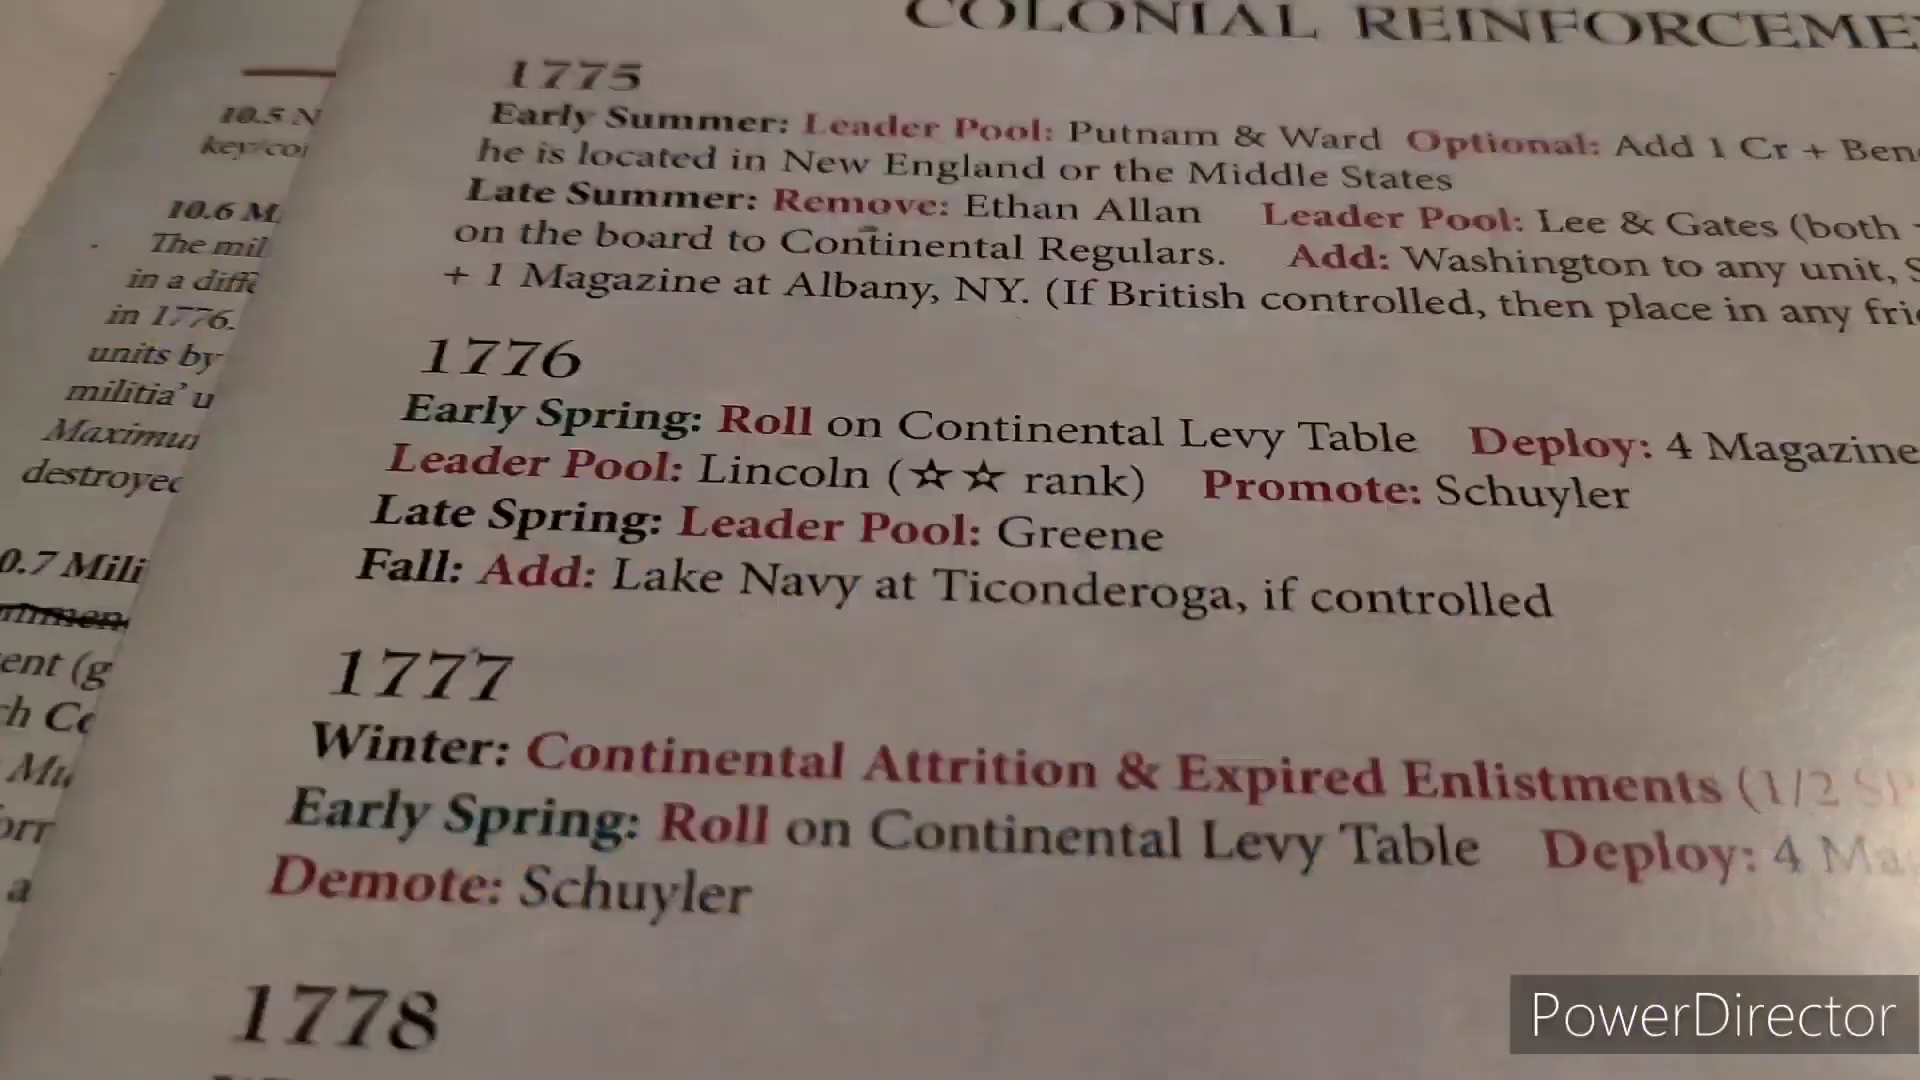 COLONIAL
1775
Early Summer: Leader Pool: Putnam & Ward Optional: Add 1 Cr +
he is located in New England or the Middle States
Late Summer: Remove: Ethan Allan Leader Pool: Lee & Gates (both
on the board to Continental Regulars. Add: Washington to any unit,
+ 1 Magazine at Albany, NY. (If British controlled, then place in any
1776
Early Spring: Roll on Continental Levy Table Deploy: 4 Magazine
Leader Pool: Lincoln (☆☆ rank) Promote: Schuyler
Late Spring: Leader Pool: Greene
Fall: Add: Lake Navy at Ticonderoga, if controlled
1777
Winter: Continental Attrition & Expired Enlistments (1/2 SP
Early Spring: Roll on Continental Levy Table Deploy: 4
Demote: Schuyler
1778
10.5
10.6
The
in a
in 1776.
units by
militia'
a
PowerDirector